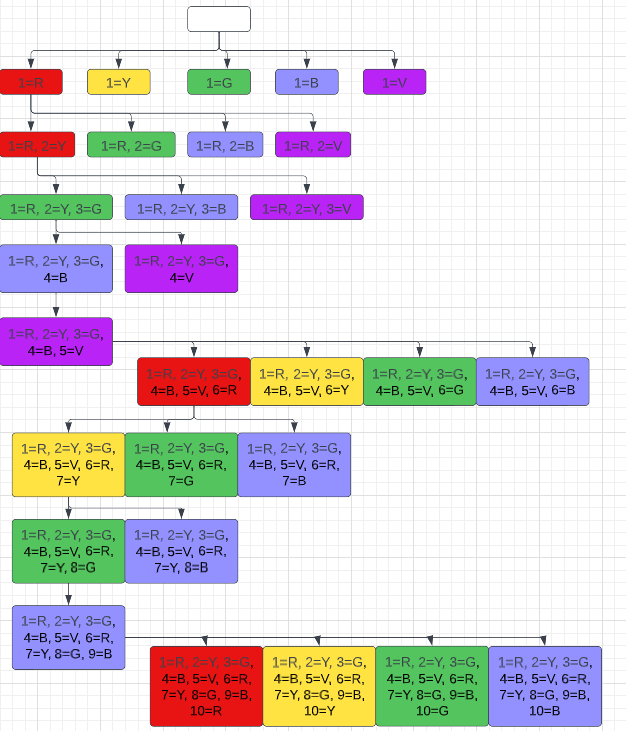 1=R
1=Y
1=G
1=B
1=V
1=R, 2=Y
1=R, 2=G
1=R, 2=B
1=R, 2=V
1=R, 2=Y, 3=G
1=R, 2=Y, 3=B
1=R, 2=Y, 3=V
1=R, 2=Y, 3=G,
4=B
1=R, 2=Y, 3=G,
4=V
1=R, 2=Y, 3=G,
4=B, 5=V
1=R, 2=Y, 3=G,
4=B, 5=V, 6=R
1=R, 2=Y, 3=G,
4=B, 5=V, 6=Y
1=R, 2=Y, 3=G,
4=B, 5=V, 6=G
1=R, 2=Y, 3=G,
4=B, 5=V, 6=B
1=R, 2=Y, 3=G,
4=B, 5=V, 6=R,
7=Y
1=R, 2=Y, 3=G,
4=B, 5=V, 6=R,
7=G
1=R, 2=Y, 3=G,
4=B, 5=V, 6=R,
7=B
1=R, 2=Y, 3=G,
4=B, 5=V, 6=R,
7=Y, 8=G
1=R, 2=Y, 3=G,
4=B, 5=V, 6=R,
7=Y, 8=B
1=R, 2=Y, 3=G,
4=B, 5=V, 6=R,
7=Y, 8=G, 9=B
1=R, 2=Y, 3=G,
4=B, 5=V, 6=R,
7=Y, 8=G, 9=B,
10=R
1=R, 2=Y, 3=G,
4=B, 5=V, 6=R,
7=Y, 8=G, 9=B,
10=Y
1=R, 2=Y, 3=G,
4=B, 5=V, 6=R,
7=Y, 8=G, 9=B,
10=G
1=R, 2=Y, 3=G,
4=B, 5=V, 6=R,
7=Y, 8=G, 9=B,
10=B